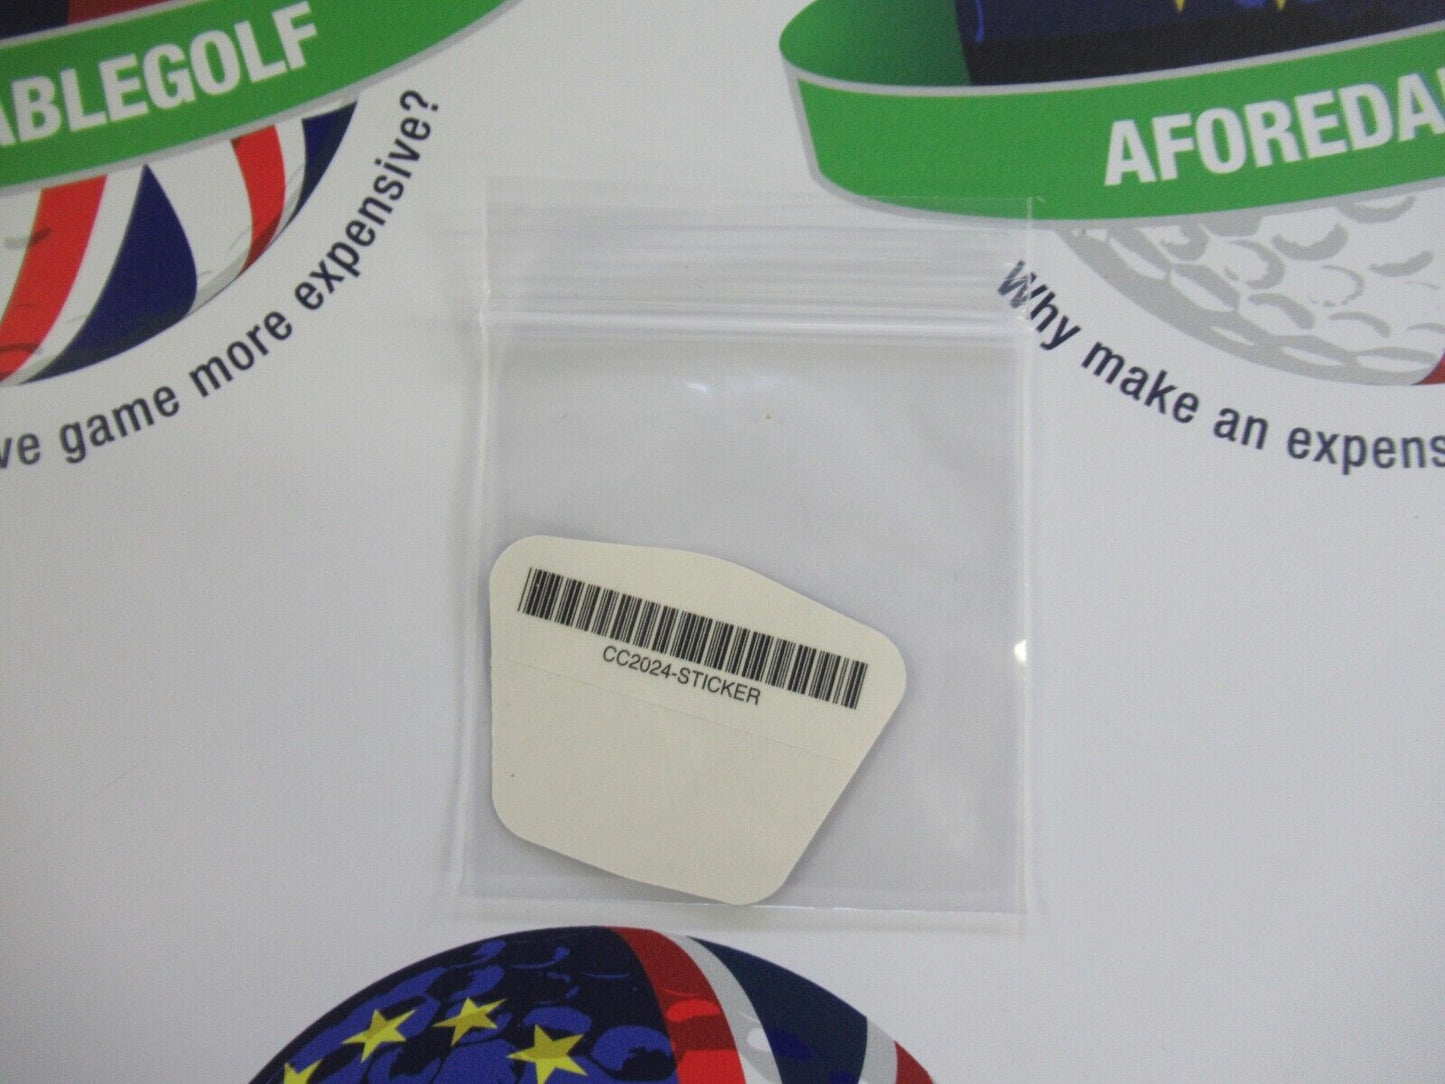 ABLEGOLF
ve game more expensive?
AFOREDA
Why make an expens
CC2024-STICKER